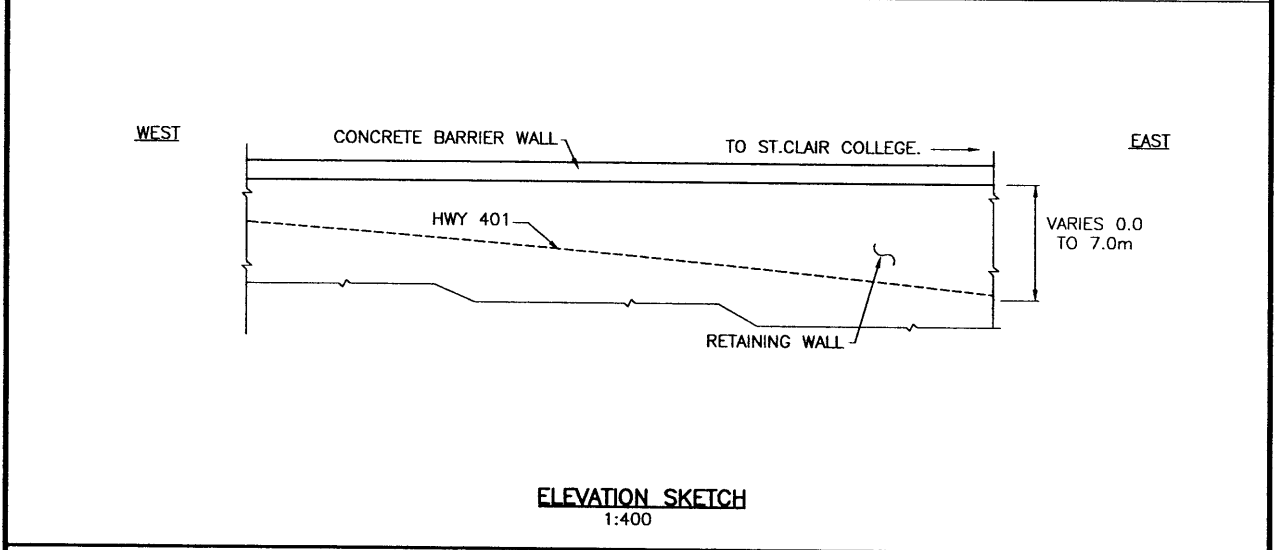 WEST
CONCRETE BARRIER WALL
TO ST.CLAIR COLLEGE.
EAST
HWY 401
VARIES 0.0
TO 7.0m
RETAINING WALL
ELEVATION SKETCH
1:400